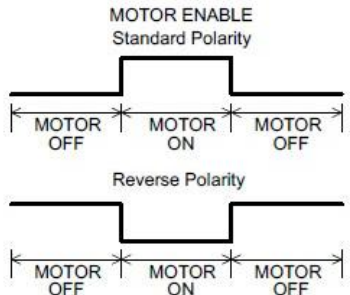 MOTOR ENABLE
Standard Polarity
MOTOR OFF
MOTOR ON
MOTOR OFF
Reverse Polarity
MOTOR OFF
MOTOR ON
MOTOR OFF